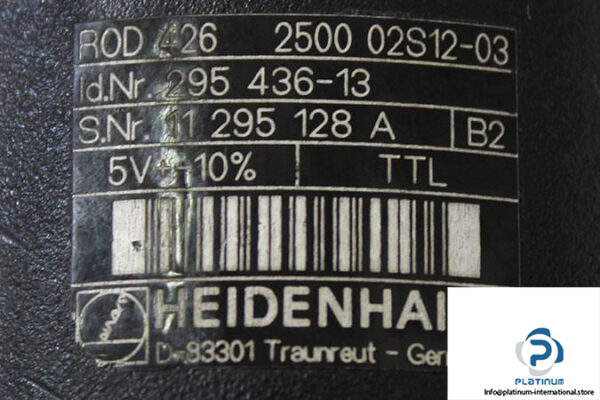 ROD 426 2500 02S12-03
Id.Nr. 295 436-13
S.Nr. 11 295 128 A B2
5V +-10% TTL
HEIDENHAI
D-83301 Traunreut - Ger
PLATINUM
Info@platinum-international.store